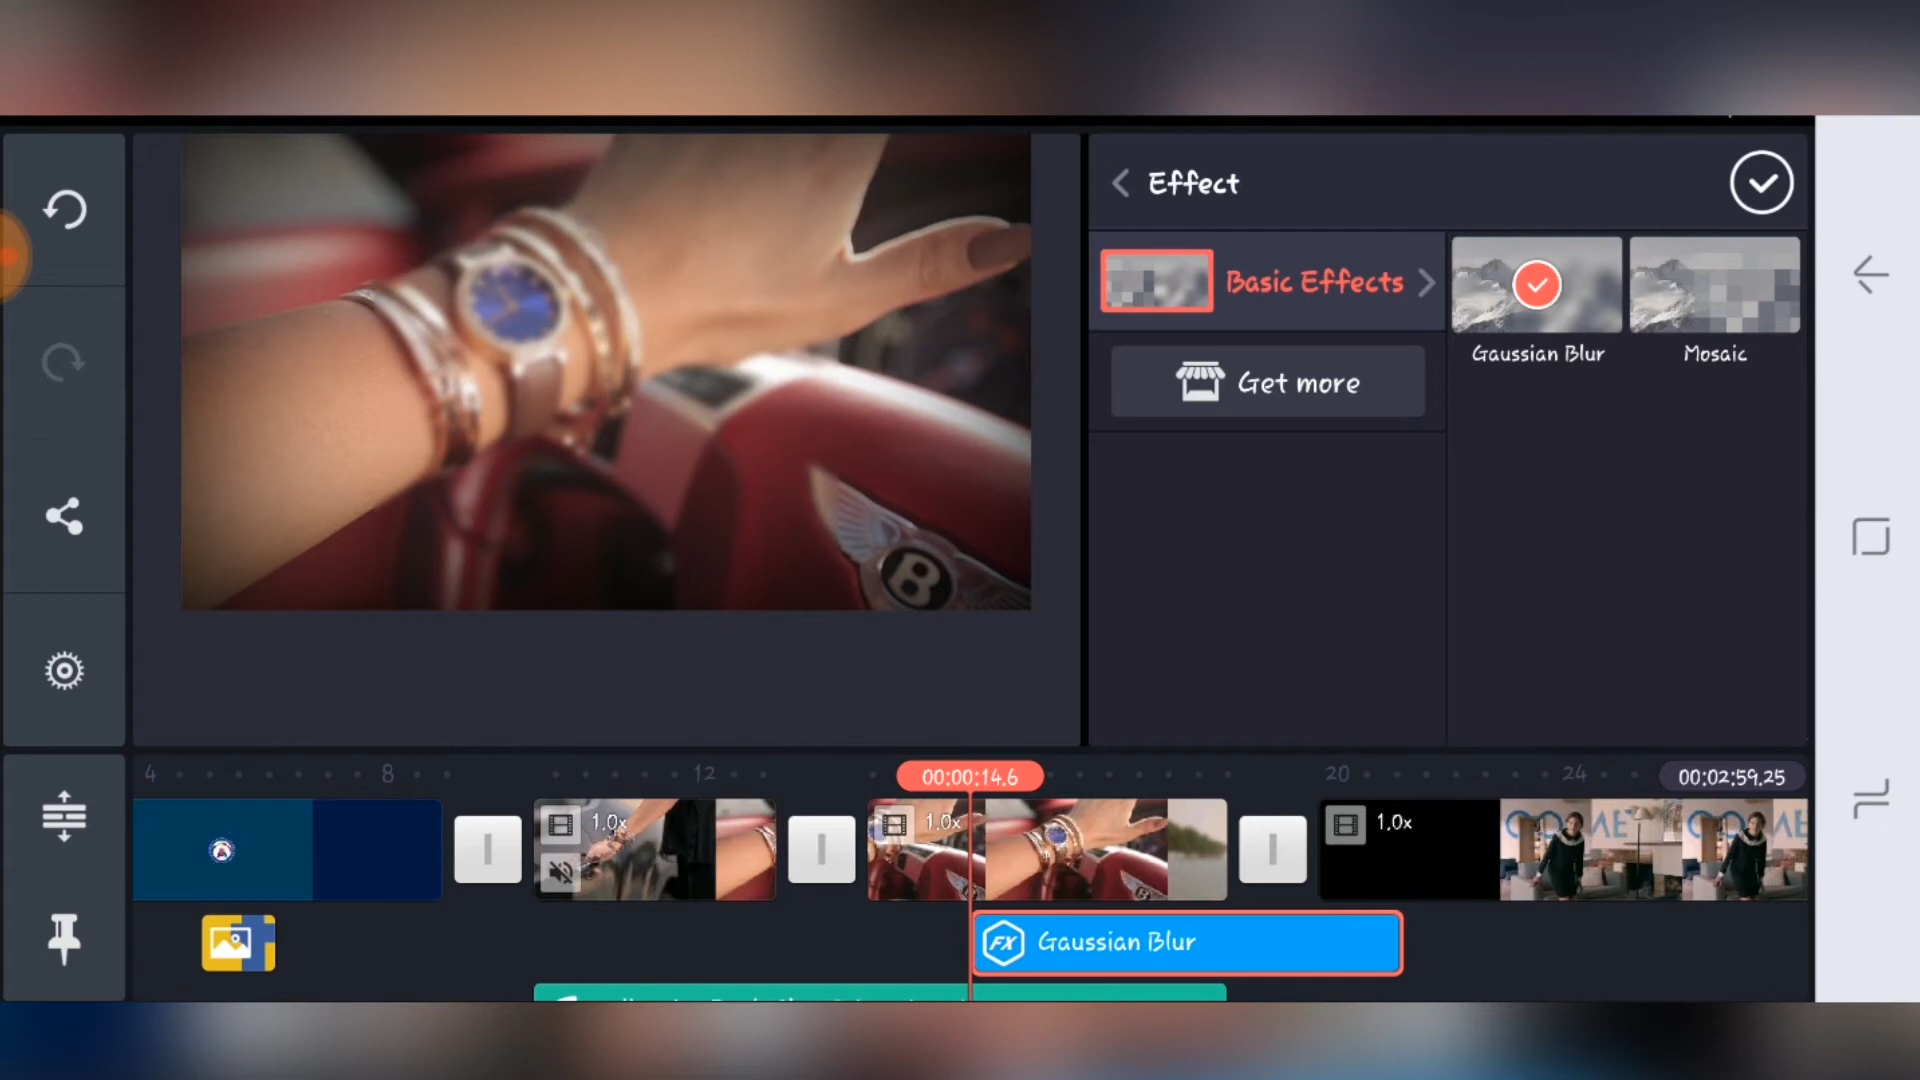 Effect
Basic Effects
Gaussian Blur
Mosaic
Get more
B
4
8
12
00:00:14.6
20
24
00:02:59.25
1.0x
1.0x
1.0x
FX
Gaussian Blur